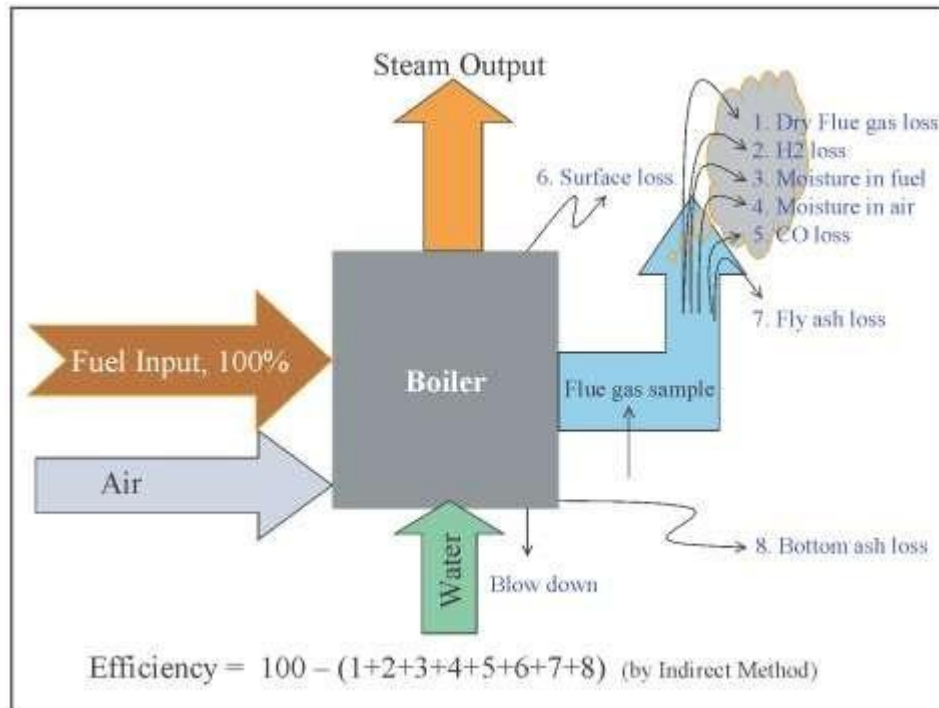 Steam Output
1. Dry Flue gas loss
2. H2 loss
3. Moisture in fuel
4. Moisture in air
5. CO loss
6. Surface loss
7. Fly ash loss
Fuel Input, 100%
Boiler
Flue gas sample
Air
Water
8. Bottom ash loss
Blow down
Efficiency = 100 – (1+2+3+4+5+6+7+8) (by Indirect Method)